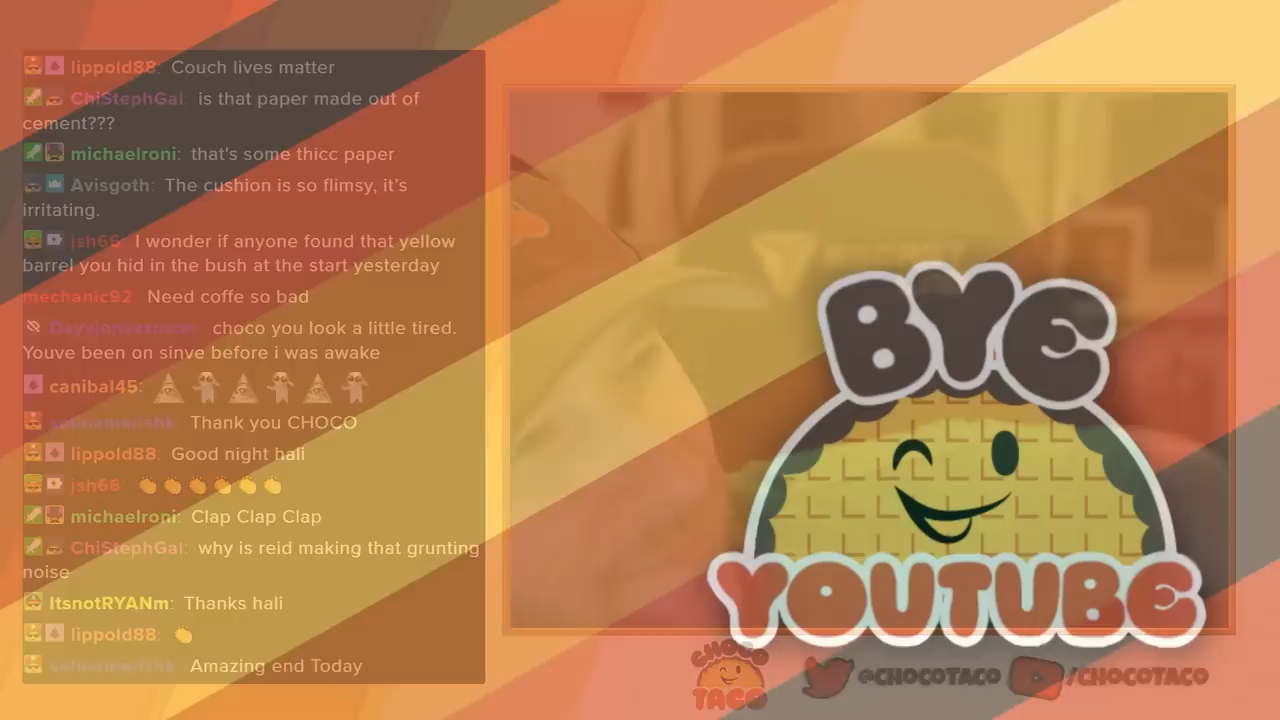 lippold88: Couch lives matter
ChiStephGal: is that paper made out of
cement???
michaelroni: that's some thicc paper
Avisgoth: The cushion is so flimsy, it's
irritating.
jsh66: I wonder if anyone found that yellow
barrel you hid in the bush at the start yesterday
mechanic92: Need coffe so bad
choco you look a little tired.
Youve been on sinve before i was awake
canibal45:
Thank you CHOCO
lippold88: Good night hali
jsh66:
michaelroni: Clap Clap Clap
ChiStephGal: why is reid making that grunting
noise
ItsnotRYANm: Thanks hali
lippold88:
Amazing end Today
BYE
YOUTUBE
CHOCO
TACO
@CHOCOTACO
/CHOCOTACO